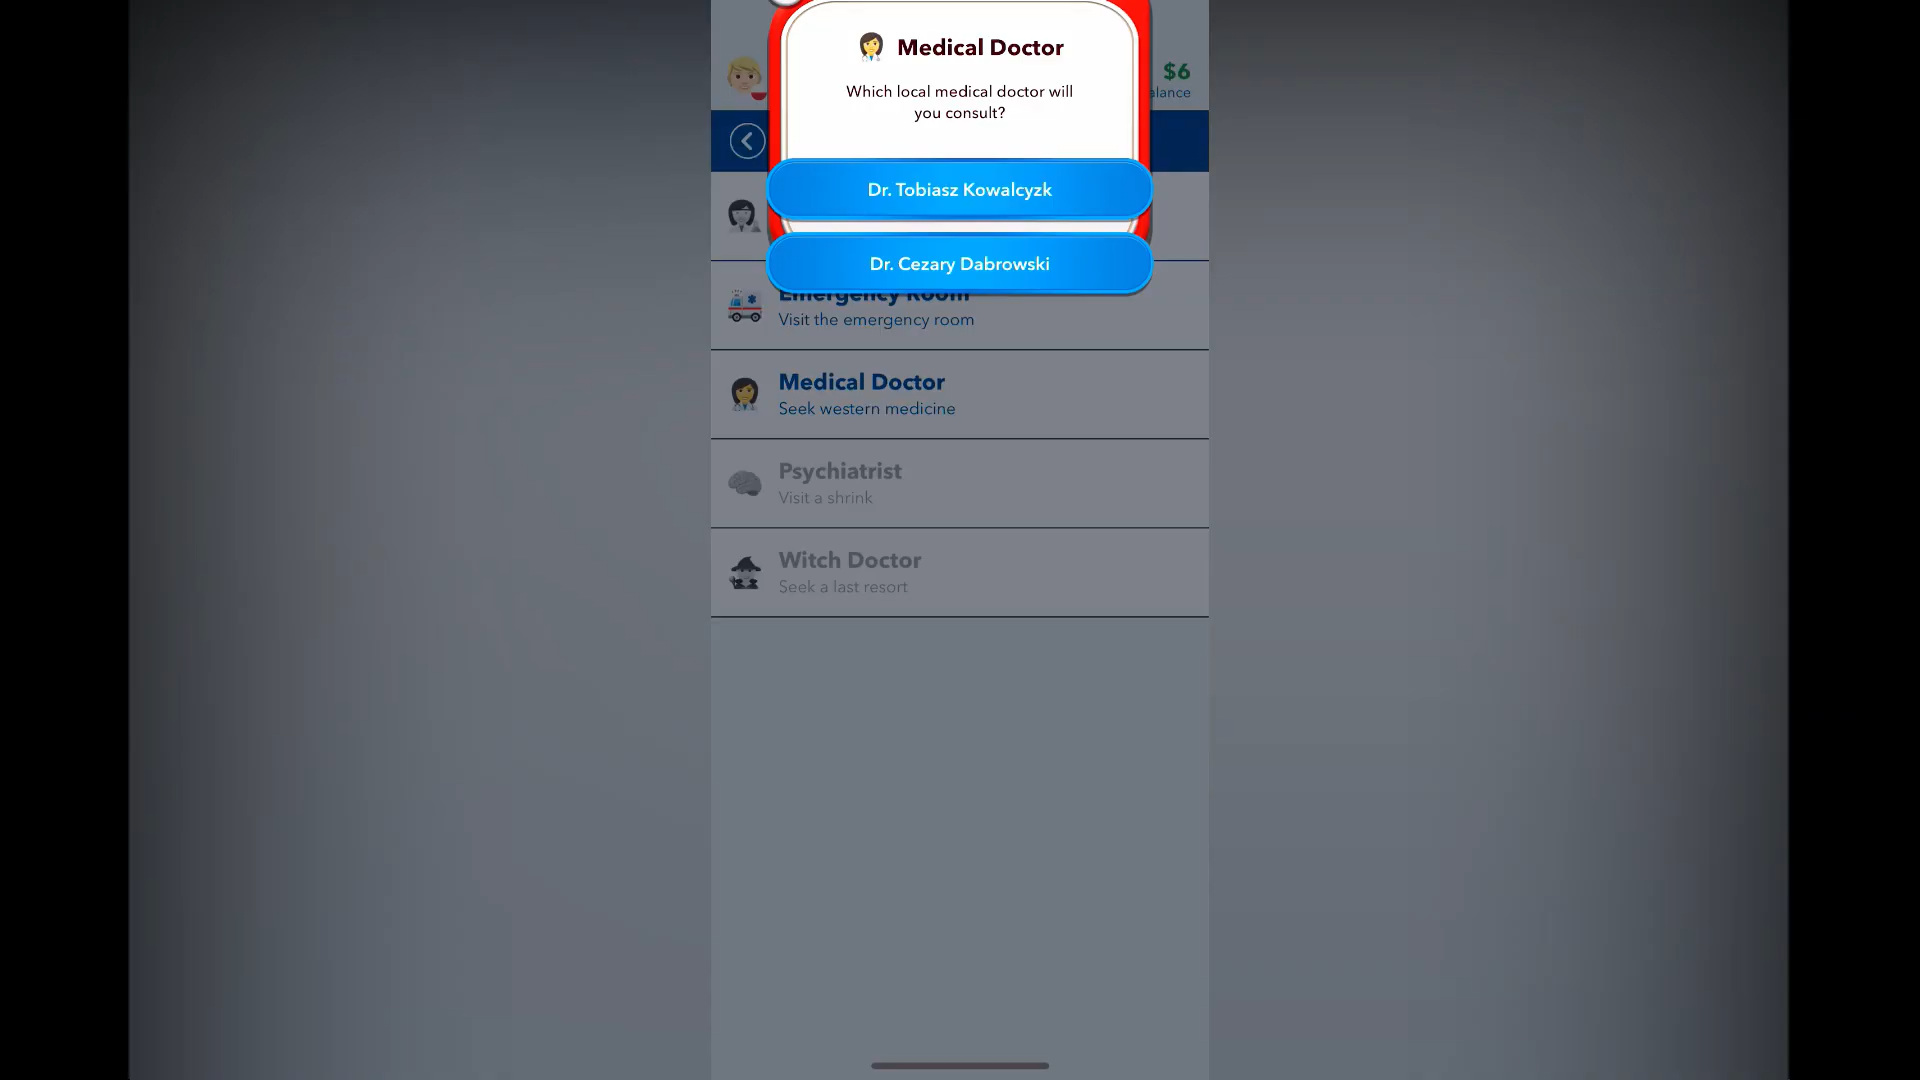 Medical Doctor
Which local medical doctor will
you consult?
$6
Dr. Tobiasz Kowalcyzk
Dr. Cezary Dabrowski
Emergency Room
Visit the emergency room
Medical Doctor
Seek western medicine
Psychiatrist
Visit a shrink
Witch Doctor
Seek a last resort